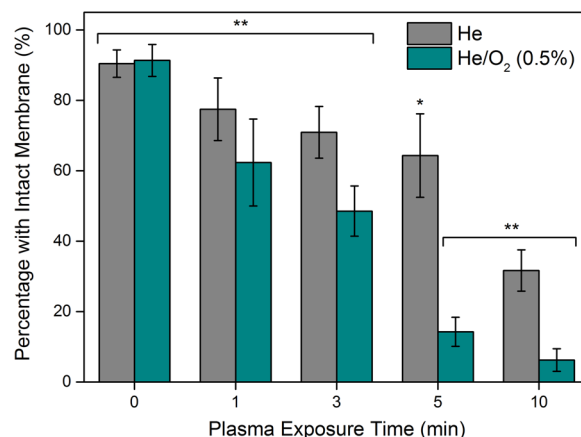 **
He
He/O₂ (0.5%)
*
**
100
80
60
40
20
0
0 1 3 5 10
Percentage with Intact Membrane (%)
Plasma Exposure Time (min)